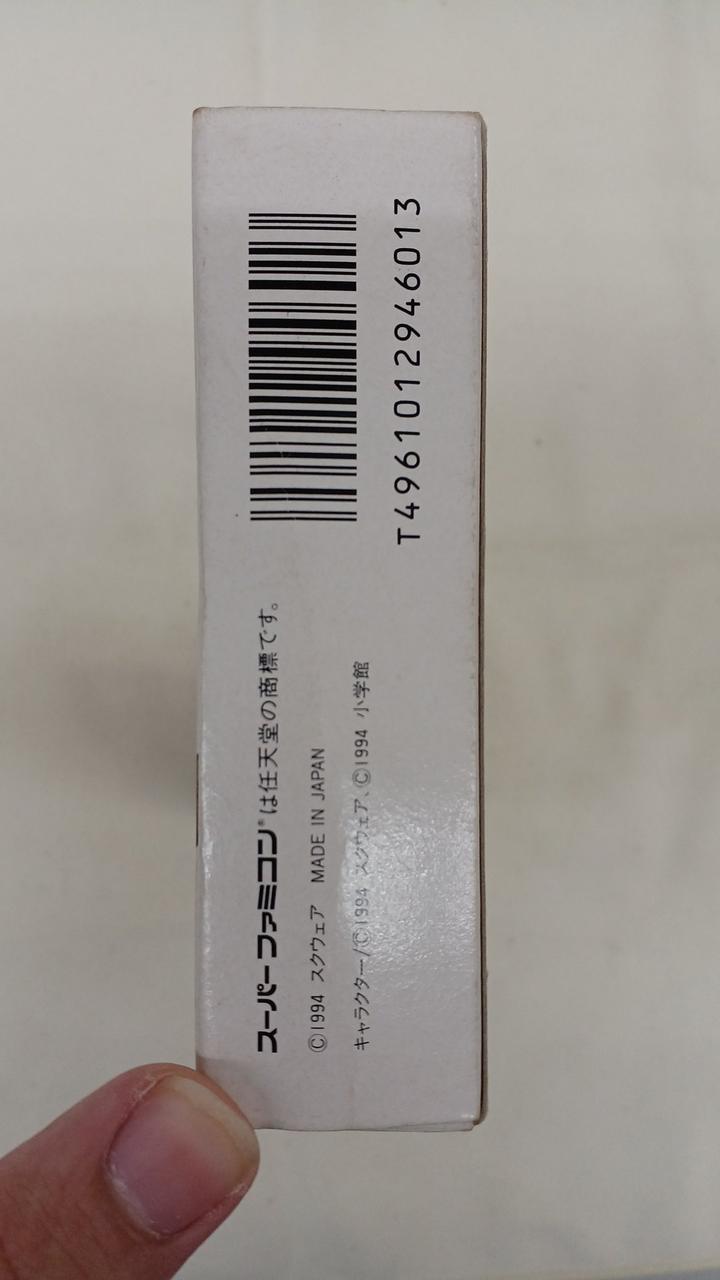 スーパーファミコン®は任天堂の商標です。
©1994 スクウェア MADE IN JAPAN
キャラクター/©1994 スクウェア、©1994 小学館
T4961012946013